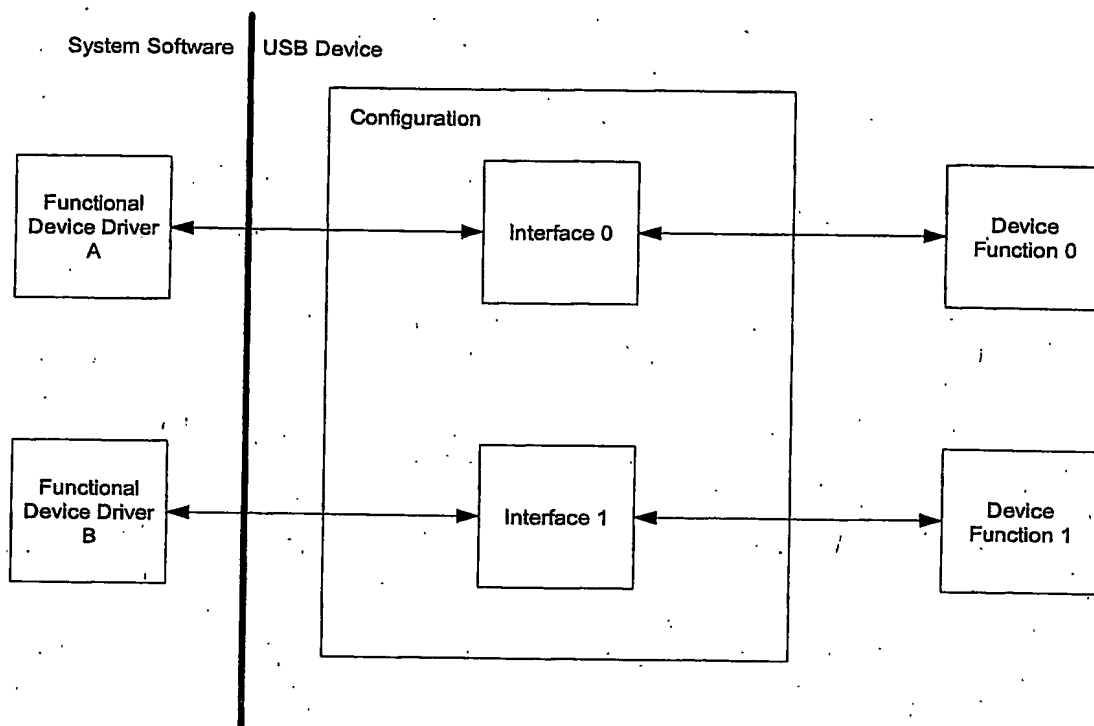 System Software
USB Device
Configuration
Functional
Device Driver
A
Interface 0
Device
Function 0
Functional
Device Driver
B
Interface 1
Device
Function 1